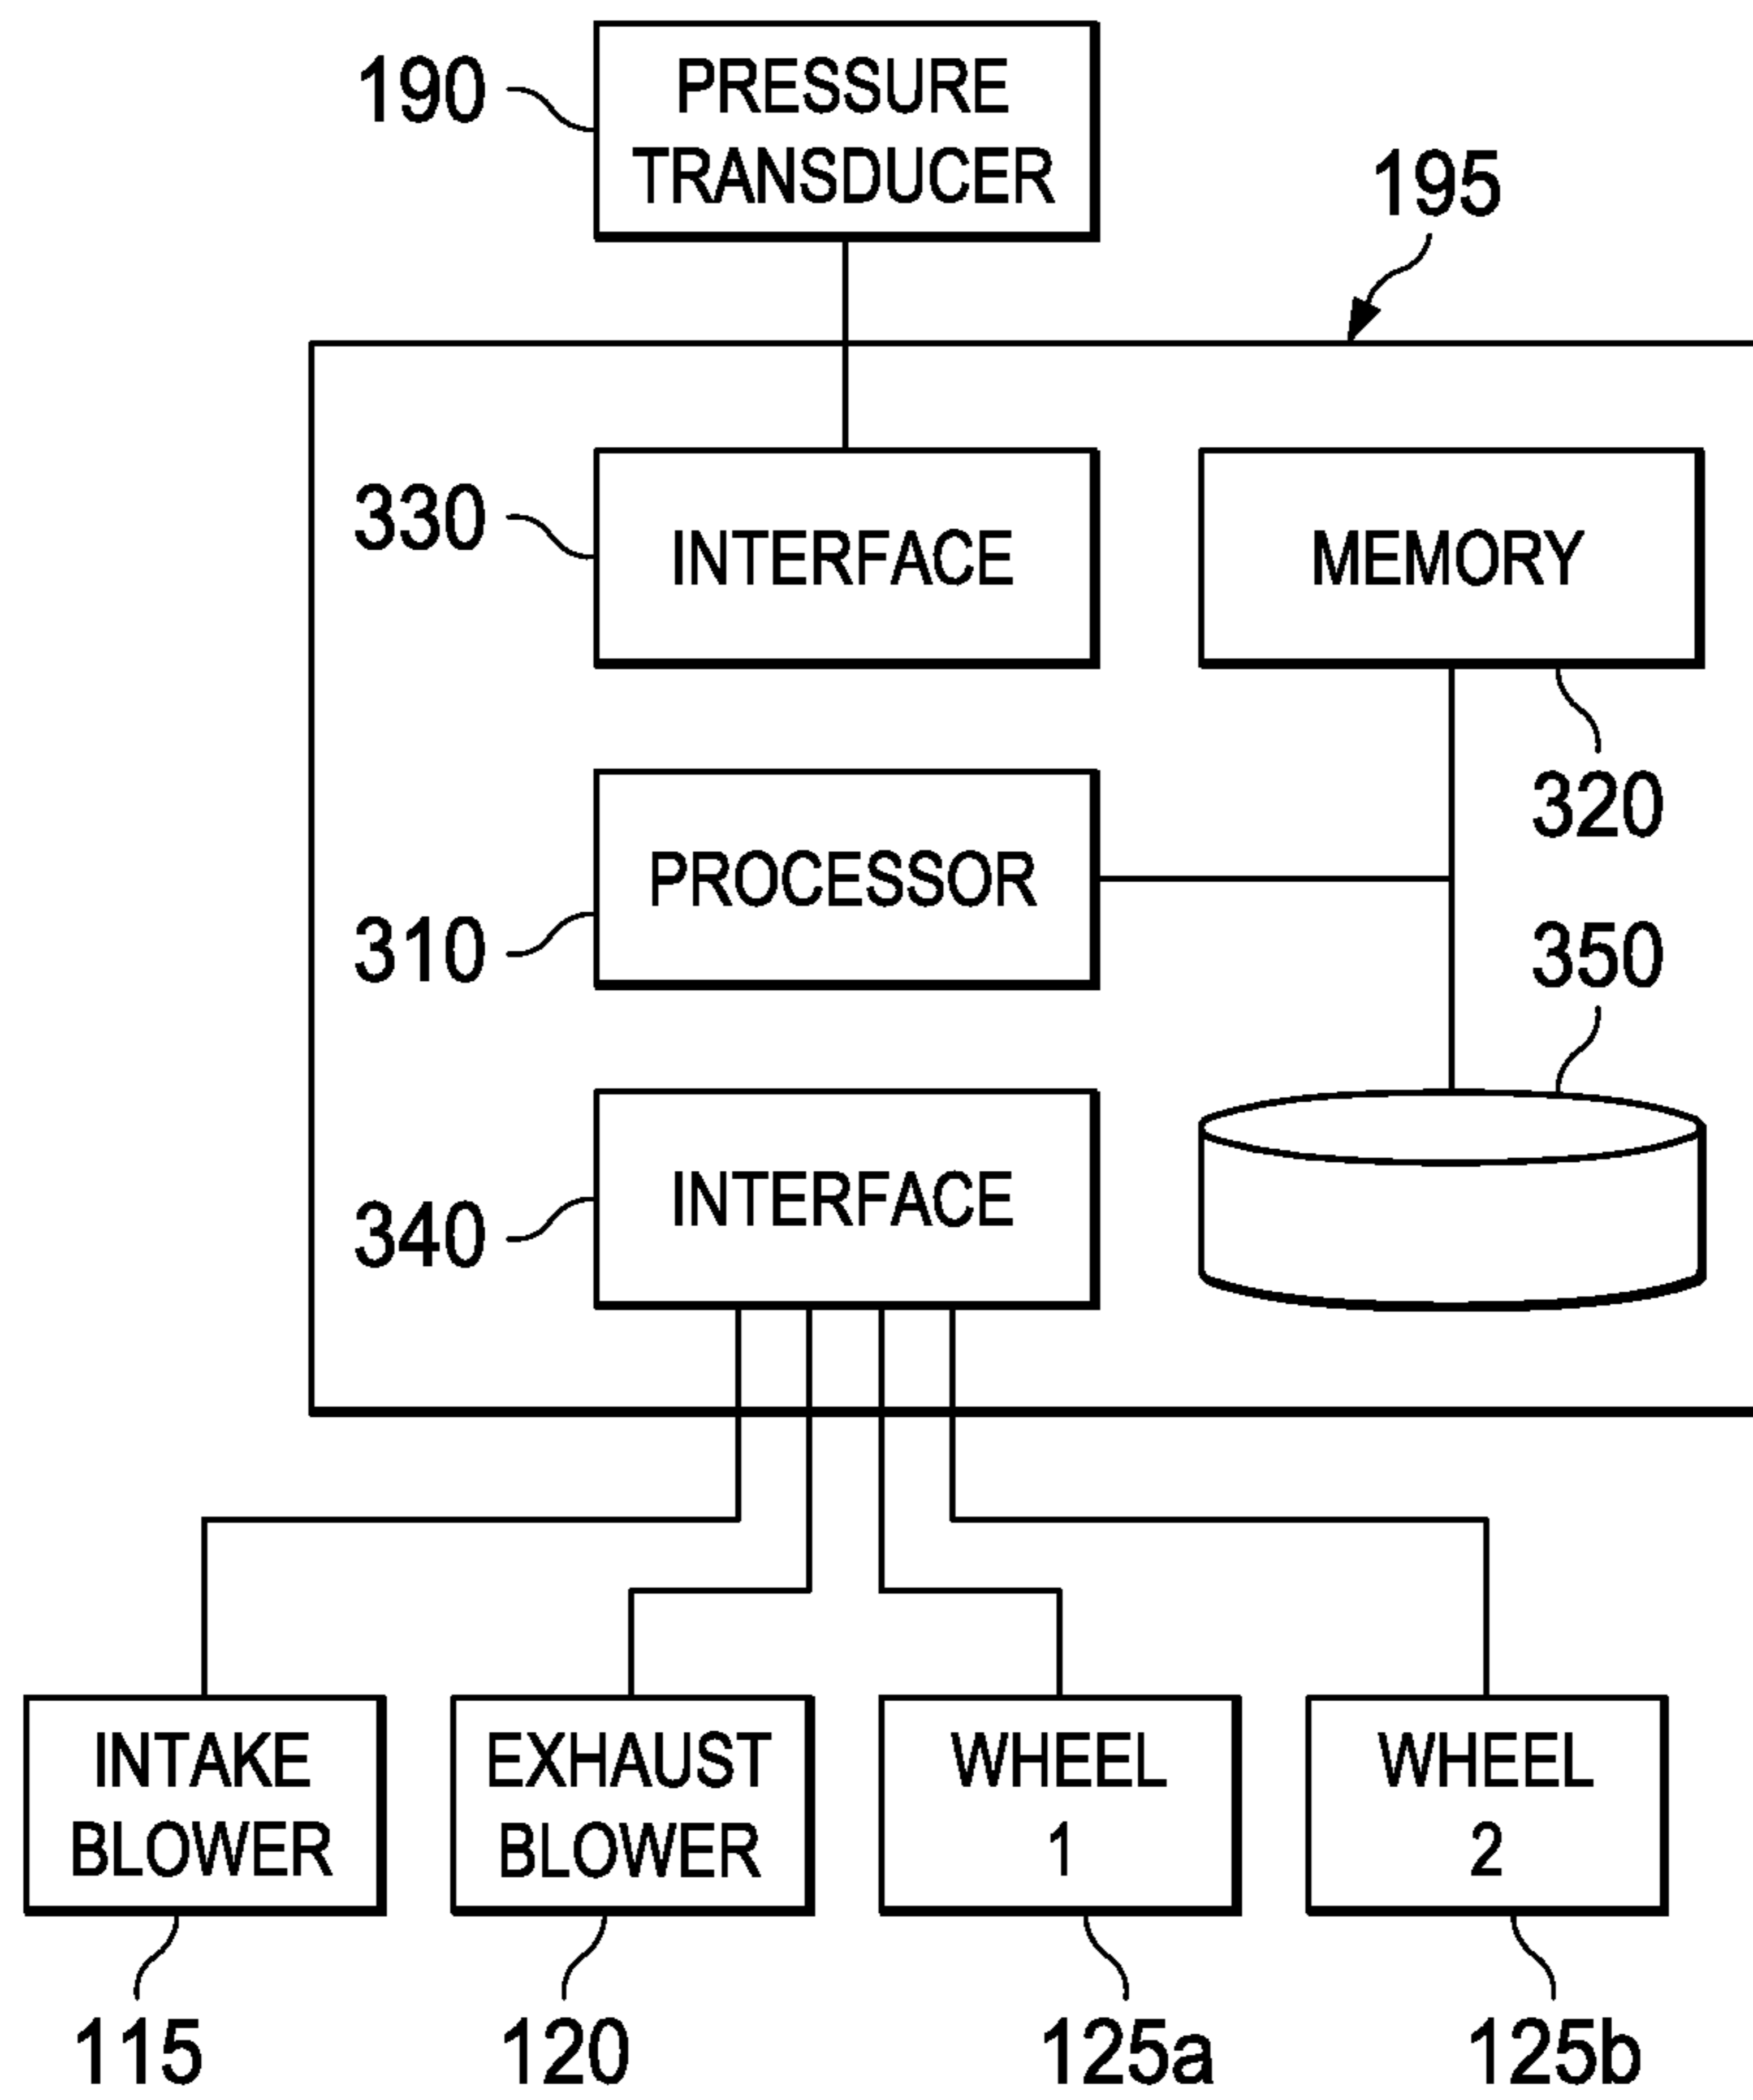 190
PRESSURE
TRANSDUCER
195
330
INTERFACE
MEMORY
320
PROCESSOR
310
350
INTERFACE
340
INTAKE
BLOWER
EXHAUST
BLOWER
WHEEL
1
WHEEL
2
115
120
125a
125b